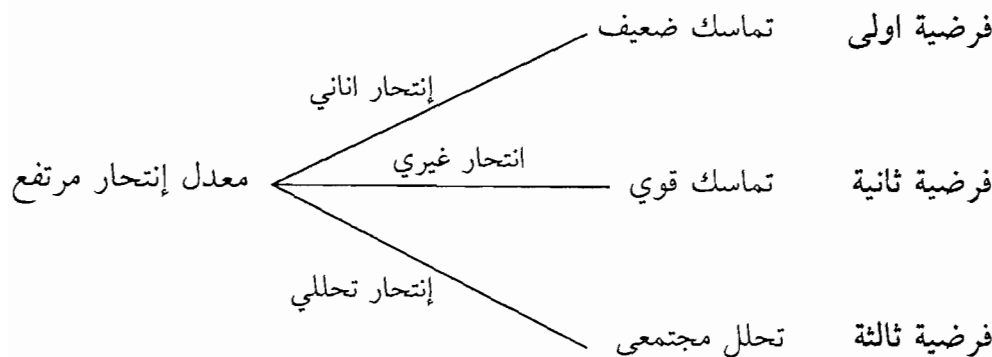 فرضية اولى تماسك ضعيف
إنتحار اناني
فرضية ثانية تماسك قوي انتحار غيري معدل إنتحار مرتفع
إنتحار تحللي
فرضية ثالثة تحلل مجتمعي